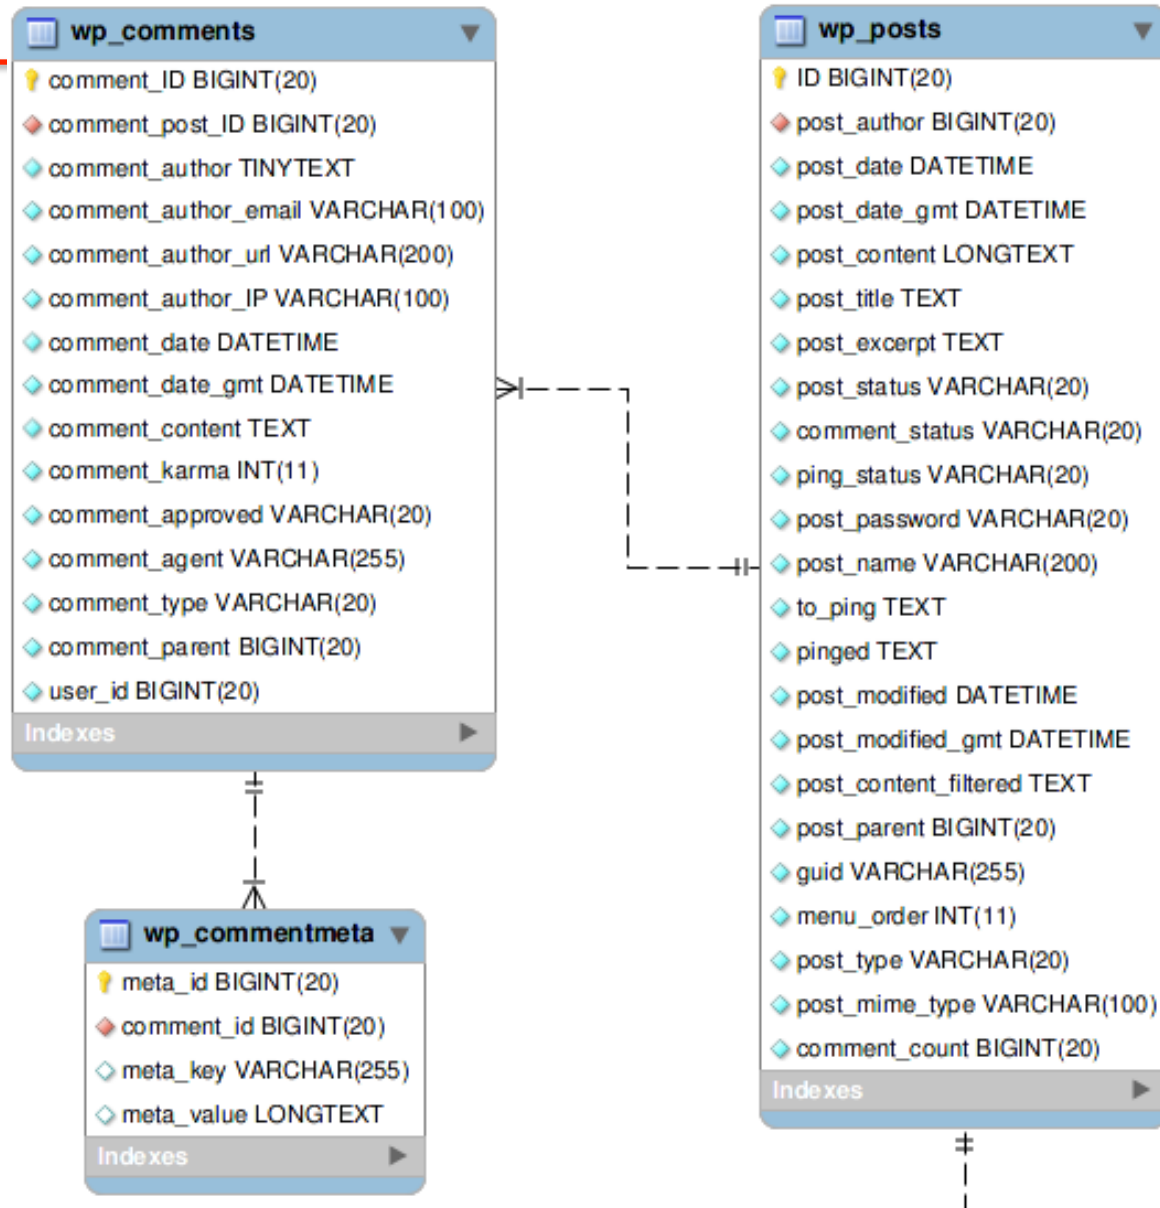 wp_comments
comment_ID BIGINT(20)
comment_post_ID BIGINT(20)
comment_author TINYTEXT
comment_author_email VARCHAR(100)
comment_author_url VARCHAR(200)
comment_author_IP VARCHAR(100)
comment_date DATETIME
comment_date_gmt DATETIME
comment_content TEXT
comment_karma INT(11)
comment_approved VARCHAR(20)
comment_agent VARCHAR(255)
comment_type VARCHAR(20)
comment_parent BIGINT(20)
user_id BIGINT(20)
Indexes
wp_commentmeta
meta_id BIGINT(20)
comment_id BIGINT(20)
meta_key VARCHAR(255)
meta_value LONGTEXT
Indexes
wp_posts
ID BIGINT(20)
post_author BIGINT(20)
post_date DATETIME
post_date_gmt DATETIME
post_content LONGTEXT
post_title TEXT
post_excerpt TEXT
post_status VARCHAR(20)
comment_status VARCHAR(20)
ping_status VARCHAR(20)
post_password VARCHAR(20)
post_name VARCHAR(200)
to_ping TEXT
pinged TEXT
post_modified DATETIME
post_modified_gmt DATETIME
post_content_filtered TEXT
post_parent BIGINT(20)
guid VARCHAR(255)
menu_order INT(11)
post_type VARCHAR(20)
post_mime_type VARCHAR(100)
comment_count BIGINT(20)
Indexes